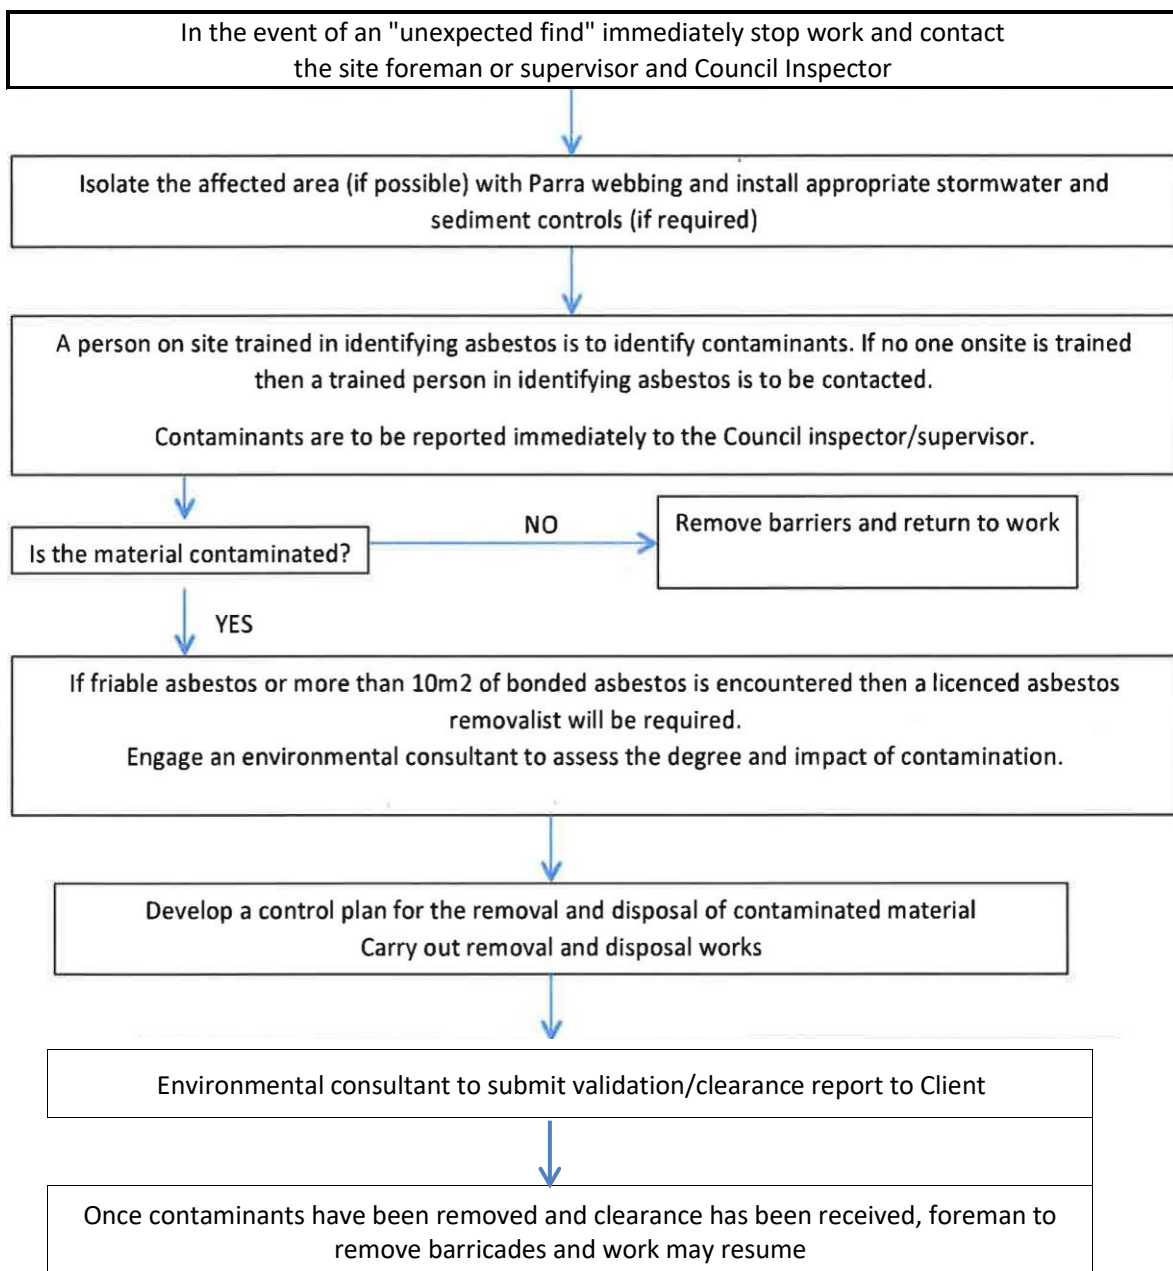 In the event of an "unexpected find" immediately stop work and contact
the site foreman or supervisor and Council Inspector
Isolate the affected area (if possible) with Parra webbing and install appropriate stormwater and
sediment controls (if required)
A person on site trained in identifying asbestos is to identify contaminants. If no one onsite is trained
then a trained person in identifying asbestos is to be contacted.
Contaminants are to be reported immediately to the Council inspector/supervisor.
Is the material contaminated?
NO
Remove barriers and return to work
YES
If friable asbestos or more than 10m2 of bonded asbestos is encountered then a licenced asbestos
removalist will be required.
Engage an environmental consultant to assess the degree and impact of contamination.
Develop a control plan for the removal and disposal of contaminated material
Carry out removal and disposal works
Environmental consultant to submit validation/clearance report to Client
Once contaminants have been removed and clearance has been received, foreman to
remove barricades and work may resume